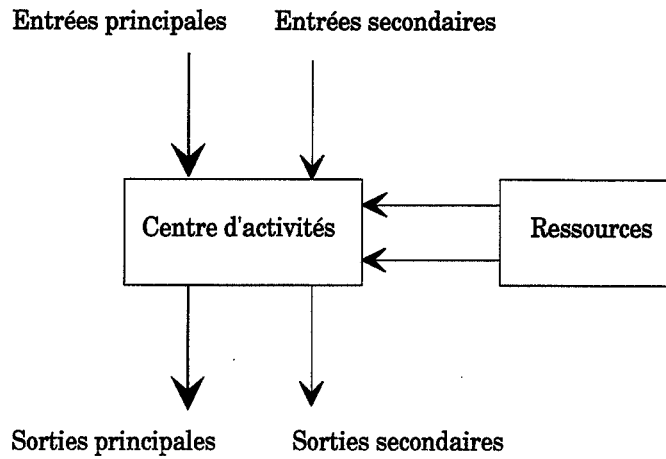 Entrées principales
Entrées secondaires
Centre d'activités
Ressources
Sorties principales
Sorties secondaires